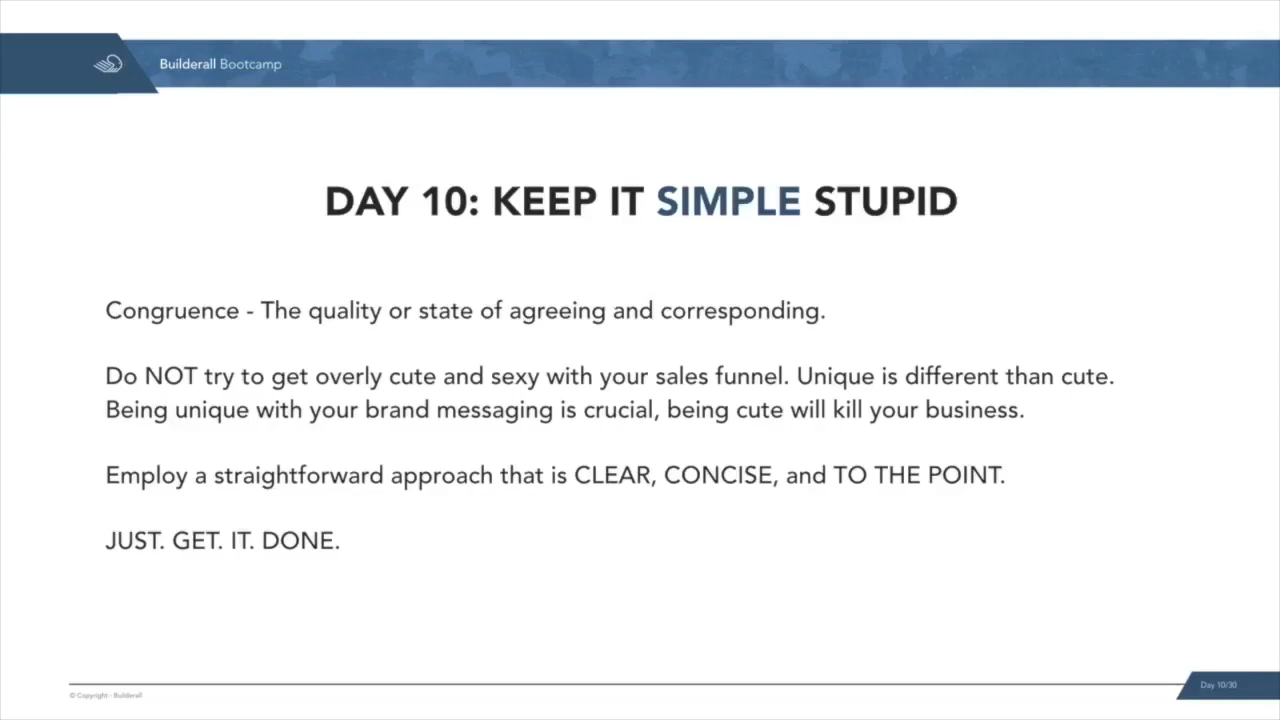 Builderall Bootcamp
DAY 10: KEEP IT SIMPLE STUPID
Congruence - The quality or state of agreeing and corresponding.
Do NOT try to get overly cute and sexy with your sales funnel. Unique is different than cute.
Being unique with your brand messaging is crucial, being cute will kill your business.
Employ a straightforward approach that is CLEAR, CONCISE, and TO THE POINT.
JUST. GET. IT. DONE.
© Copyright - Builderall
Day 10/30